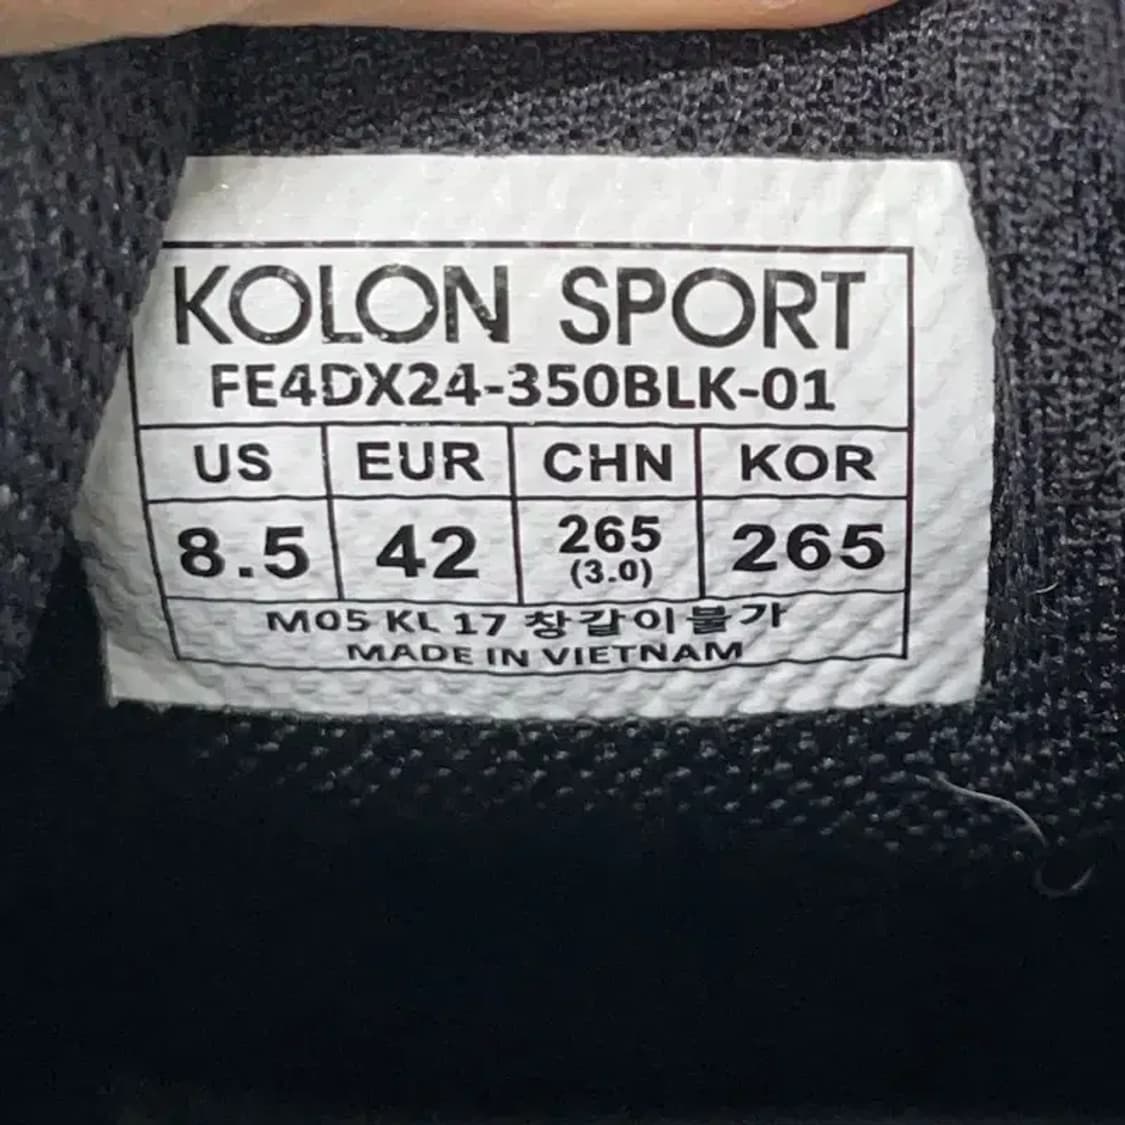 KOLON SPORT
FE4DX24-350BLK-01
US EUR CHN KOR
8.5 42 265 (3.0) 265
M05 KL 17 창갈이불가
MADE IN VIETNAM